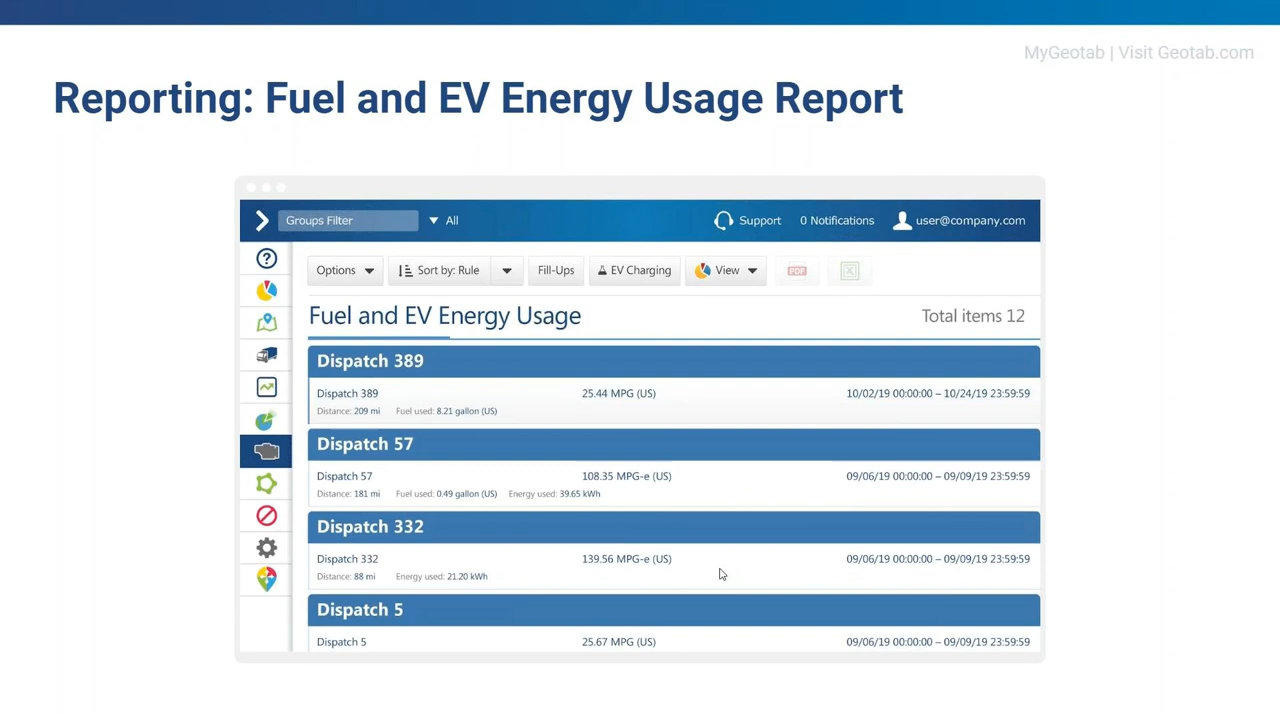 MyGeotab | Visit Geotab.com
Reporting: Fuel and EV Energy Usage Report
Groups Filter All Support 0 Notifications user@company.com
Options Sort by: Rule Fill-Ups EV Charging View PDF X
Fuel and EV Energy Usage Total items 12
Dispatch 389
Dispatch 389 25.44 MPG (US) 10/02/19 00:00:00 – 10/24/19 23:59:59
Distance: 209 mi Fuel used: 8.21 gallon (US)
Dispatch 57
Dispatch 57 108.35 MPG-e (US) 09/06/19 00:00:00 – 09/09/19 23:59:59
Distance: 181 mi Fuel used: 0.49 gallon (US) Energy used: 39.65 kWh
Dispatch 332
Dispatch 332 139.56 MPG-e (US) 09/06/19 00:00:00 – 09/09/19 23:59:59
Distance: 88 mi Energy used: 21.20 kWh
Dispatch 5
Dispatch 5 25.67 MPG (US) 09/06/19 00:00:00 – 09/09/19 23:59:59